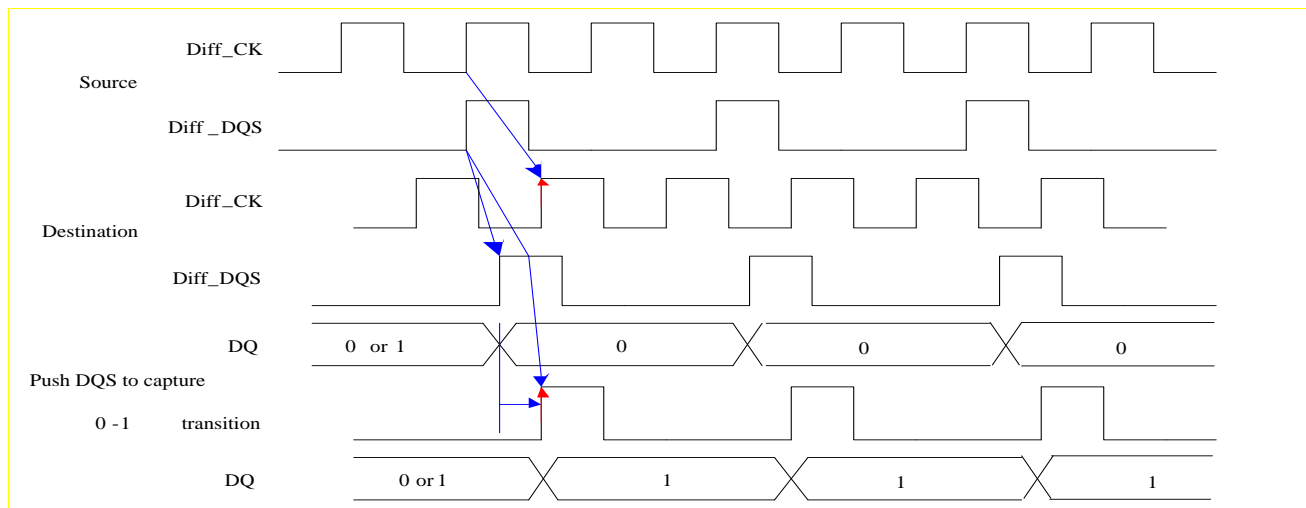 Diff_CK
Source
Diff _DQS
Diff_CK
Destination
Diff_DQS
DQ 0 or 1 0 0 0
Push DQS to capture
0 -1 transition
DQ 0 or 1 1 1 1